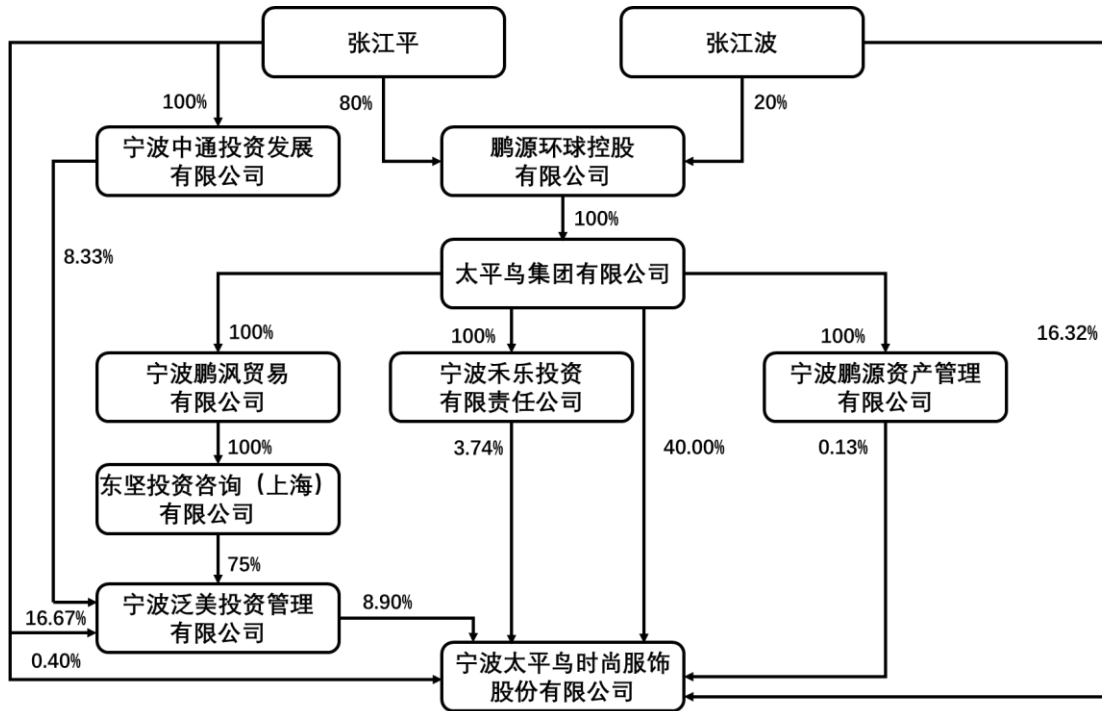 张江平
张江波
100%
80%
20%
宁波中通投资发展
有限公司
鹏源环球控股
有限公司
100%
8.33%
太平鸟集团有限公司
100%
100%
100%
16.32%
宁波鹏沨贸易
有限公司
宁波禾乐投资
有限责任公司
宁波鹏源资产管理
有限公司
100%
3.74%
40.00%
0.13%
东坚投资咨询（上海）
有限公司
75%
宁波泛美投资管理
有限公司
8.90%
16.67%
0.40%
宁波太平鸟时尚服饰
股份有限公司